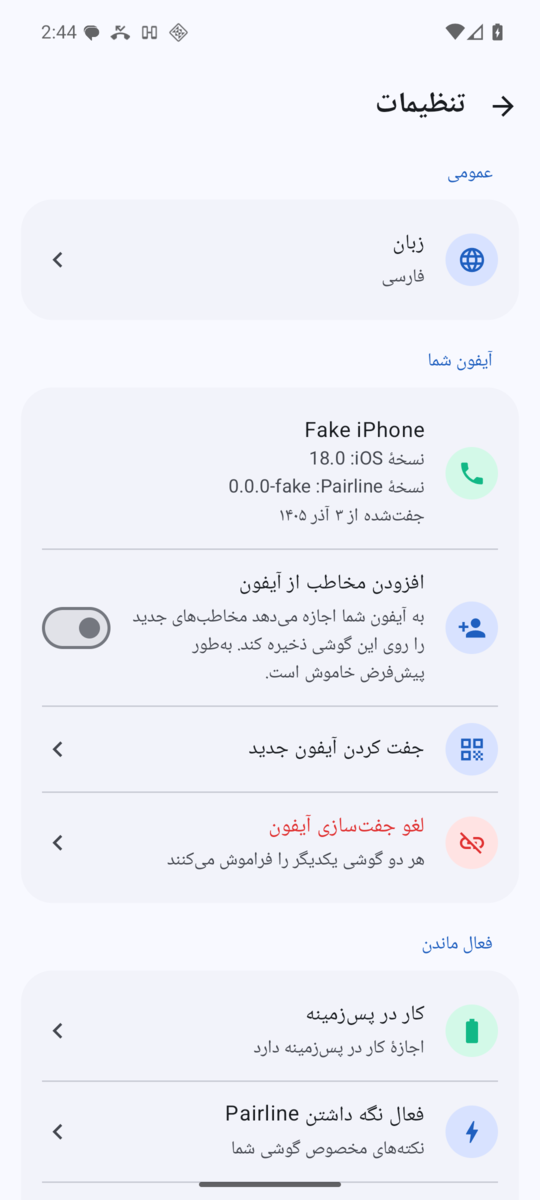 2:44
تنظیمات
عمومی
زبان
فارسی
آیفون شما
Fake iPhone
نسخهٔ iOS: 18.0
نسخهٔ Pairline: 0.0.0-fake
جفت‌شده از ۳ آذر ۱۴۰۵
افزودن مخاطب از آیفون
به آیفون شما اجازه می‌دهد مخاطب‌های جدید
را روی این گوشی ذخیره کند. به‌طور
پیش‌فرض خاموش است.
جفت کردن آیفون جدید
لغو جفت‌سازی آیفون
هر دو گوشی یکدیگر را فراموش می‌کنند
فعال ماندن
کار در پس‌زمینه
اجازهٔ کار در پس‌زمینه دارد
فعال نگه داشتن Pairline
نکته‌های مخصوص گوشی شما